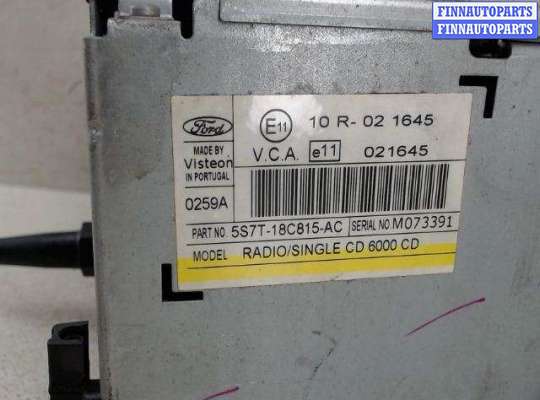 FINNAUTOPARTS
FINNAUTOPARTS
Ford
E11 10 R- 02 1645
MADE BY
Visteon
IN PORTUGAL
V.C.A. e11 021645
0259A
PART NO. 5S7T-18C815-AC SERIAL NO M073391
MODEL RADIO/SINGLE CD 6000 CD